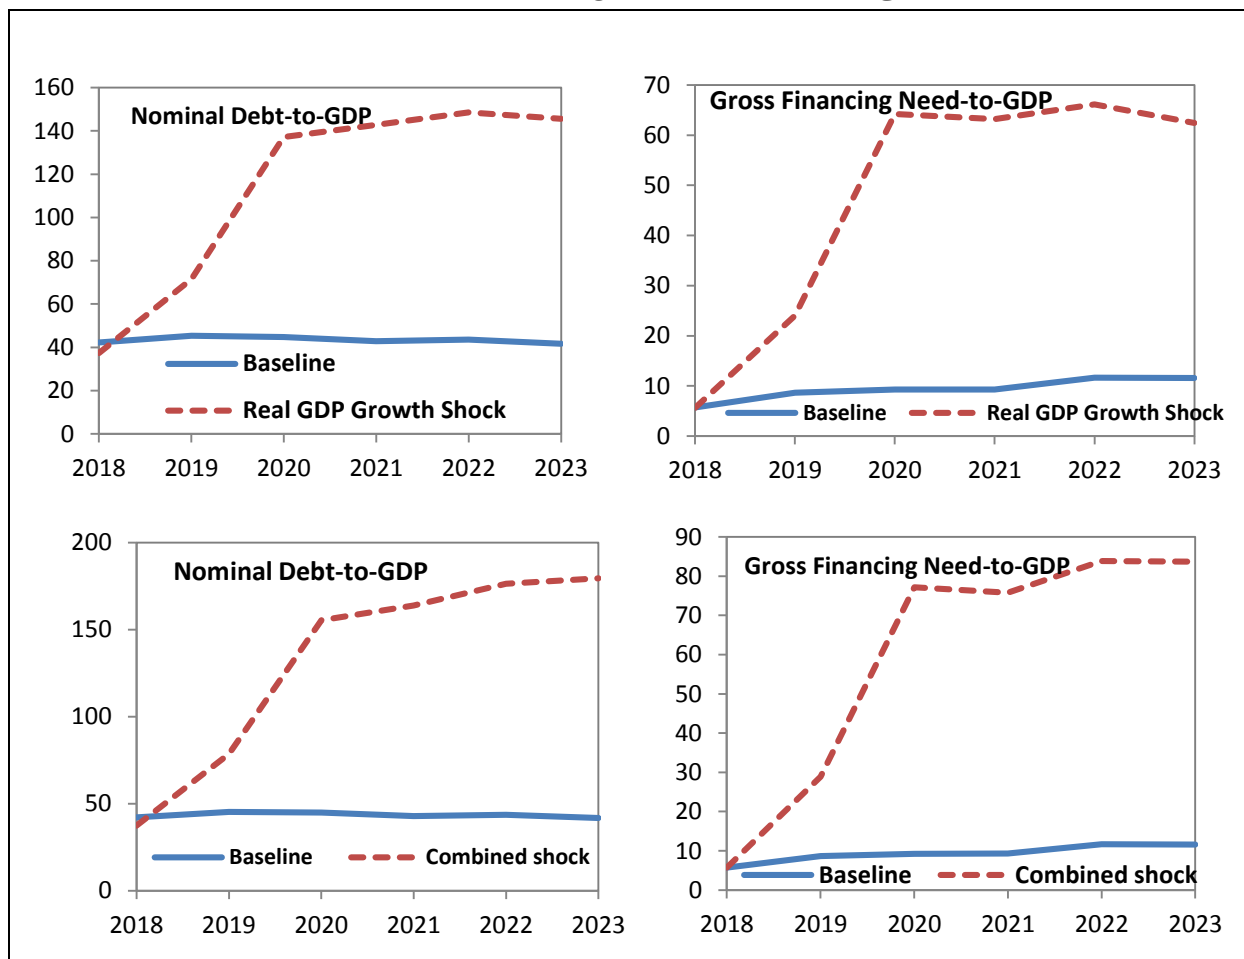 160
140
120
100
80
60
40
20
0
Nominal Debt-to-GDP
Baseline
Real GDP Growth Shock
2018 2019 2020 2021 2022 2023
70
60
50
40
30
20
10
0
Gross Financing Need-to-GDP
Baseline Real GDP Growth Shock
2018 2019 2020 2021 2022 2023
200
150
100
50
0
Nominal Debt-to-GDP
Baseline Combined shock
2018 2019 2020 2021 2022 2023
90
80
70
60
50
40
30
20
10
0
Gross Financing Need-to-GDP
Baseline Combined shock
2018 2019 2020 2021 2022 2023